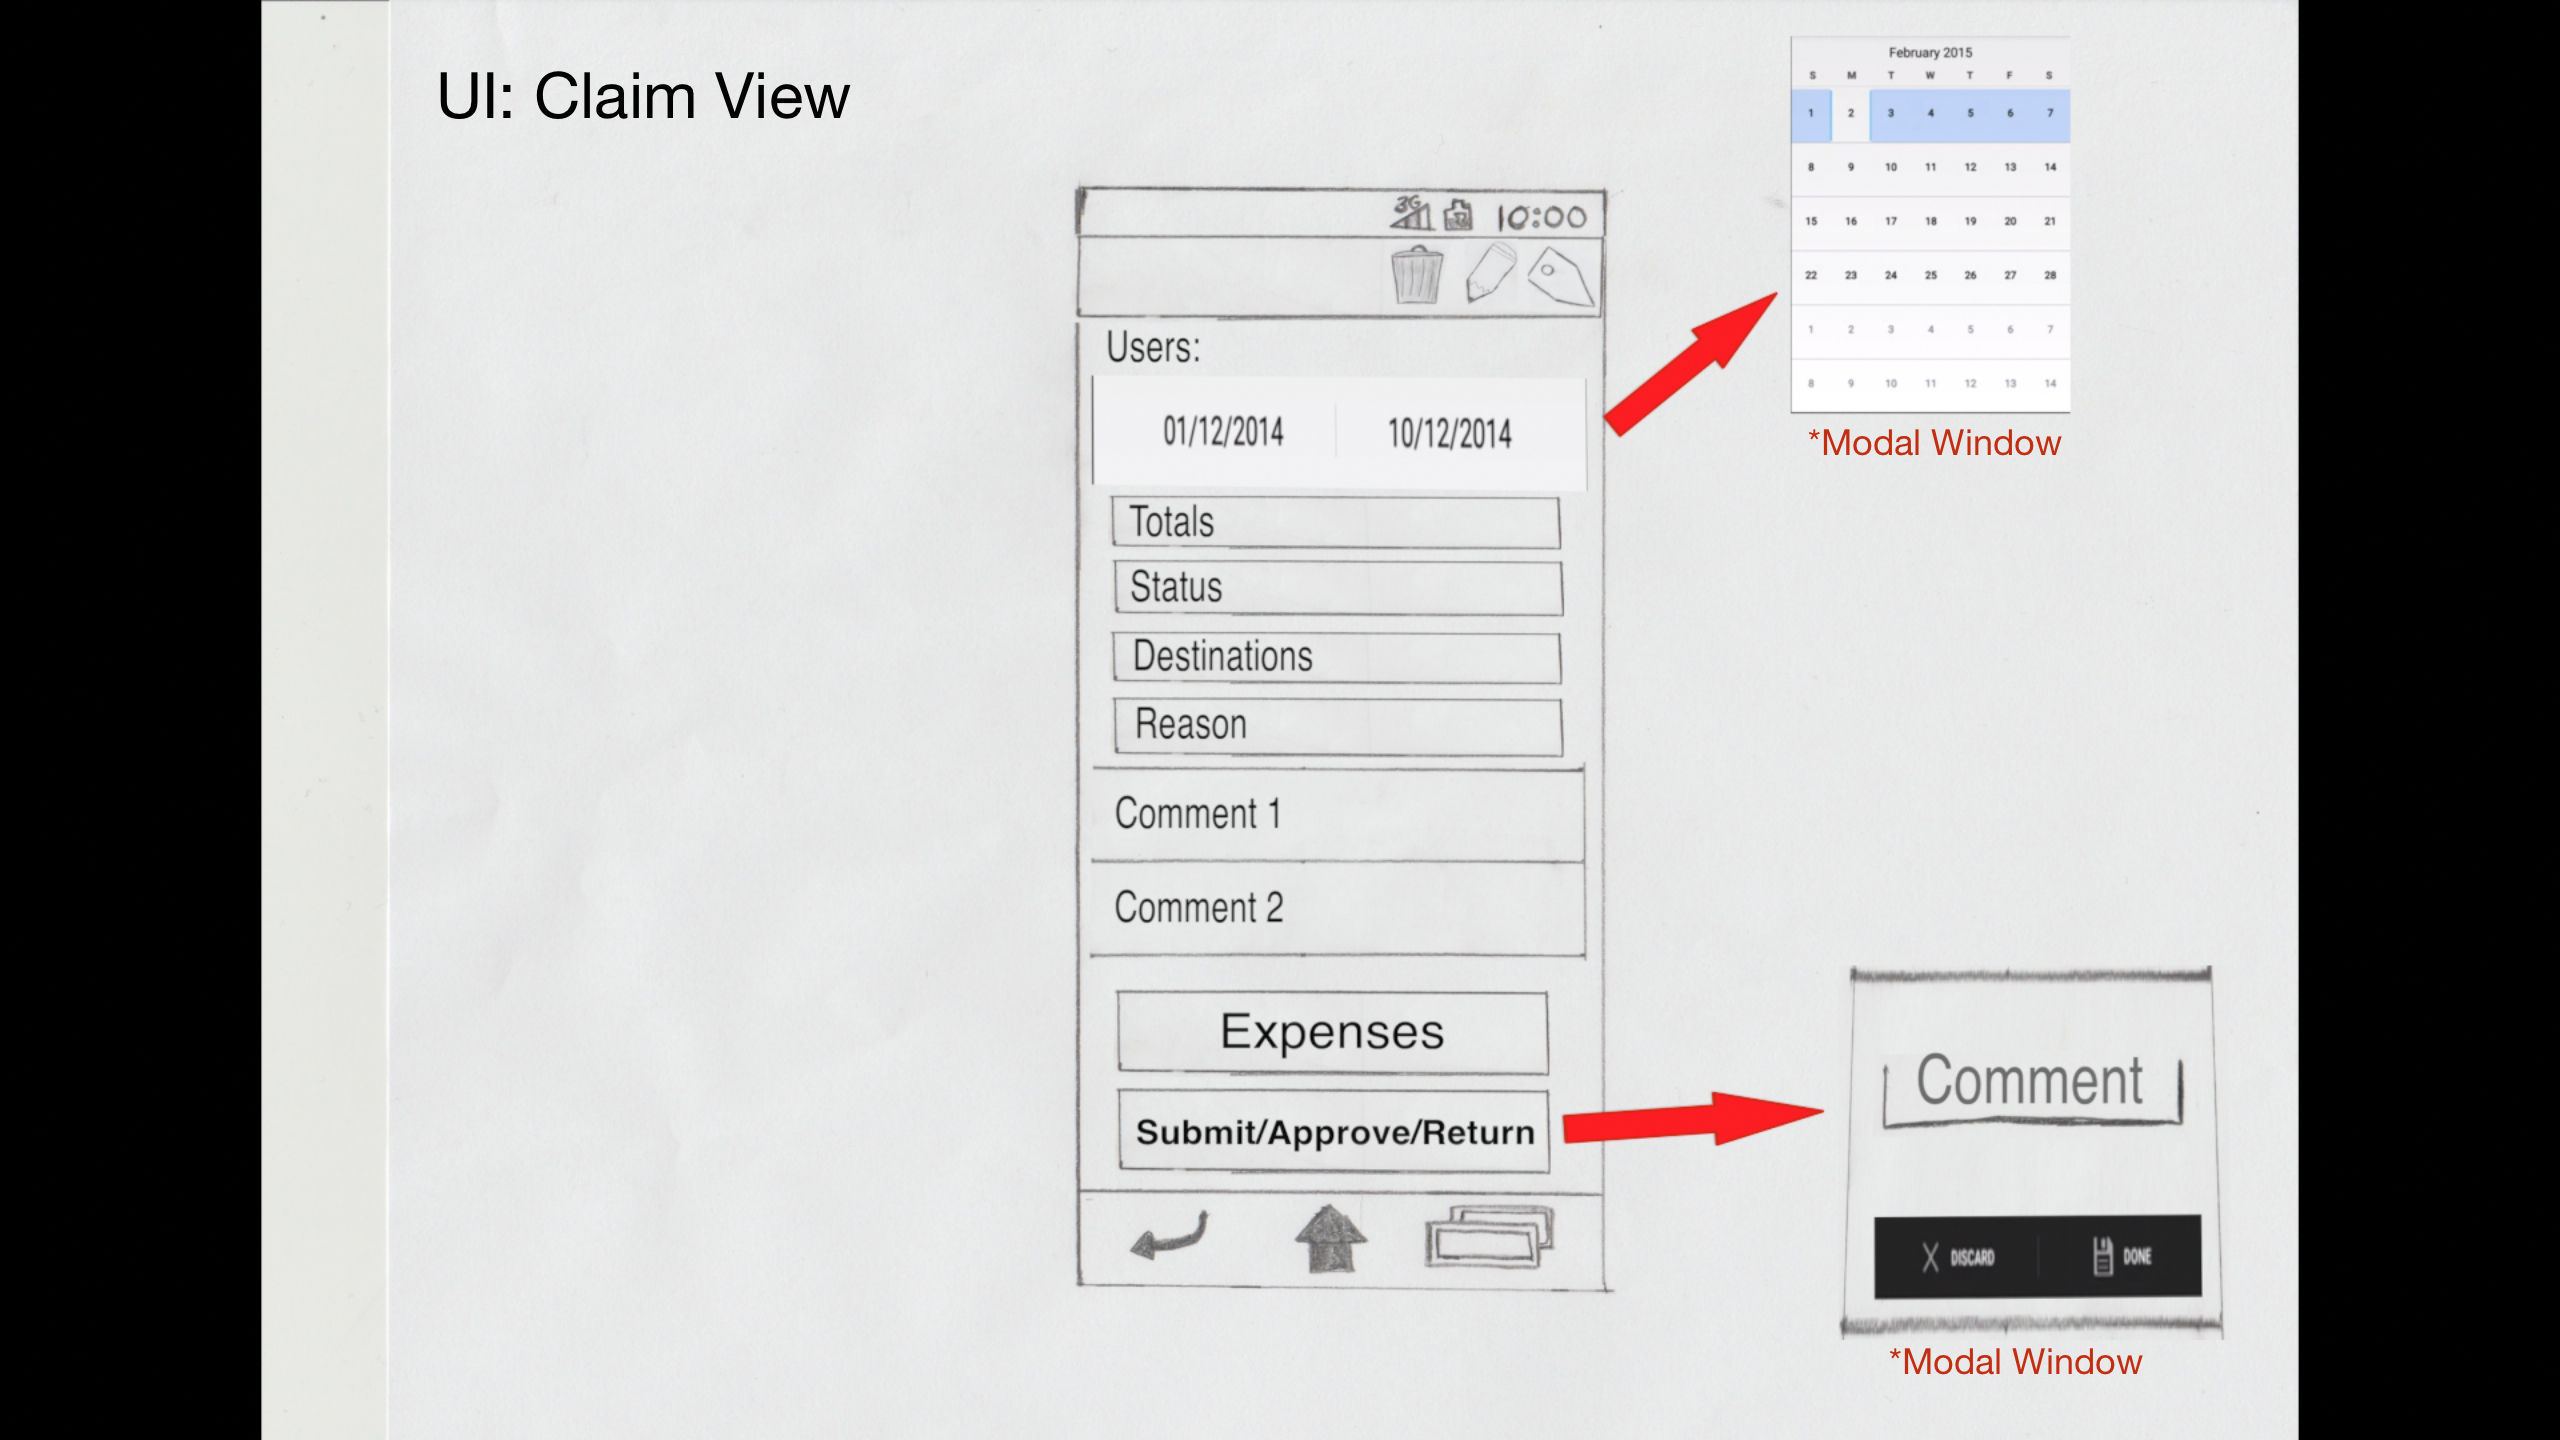 UI: Claim View
February 2015
S M T W T F S
1 2 3 4 5 6 7
8 9 10 11 12 13 14
15 16 17 18 19 20 21
22 23 24 25 26 27 28
1 2 3 4 5 6 7
8 9 10 11 12 13 14
*Modal Window
3G 10:00
Users:
01/12/2014 10/12/2014
Totals
Status
Destinations
Reason
Comment 1
Comment 2
Expenses
Submit/Approve/Return
Comment
DISCARD DONE
*Modal Window